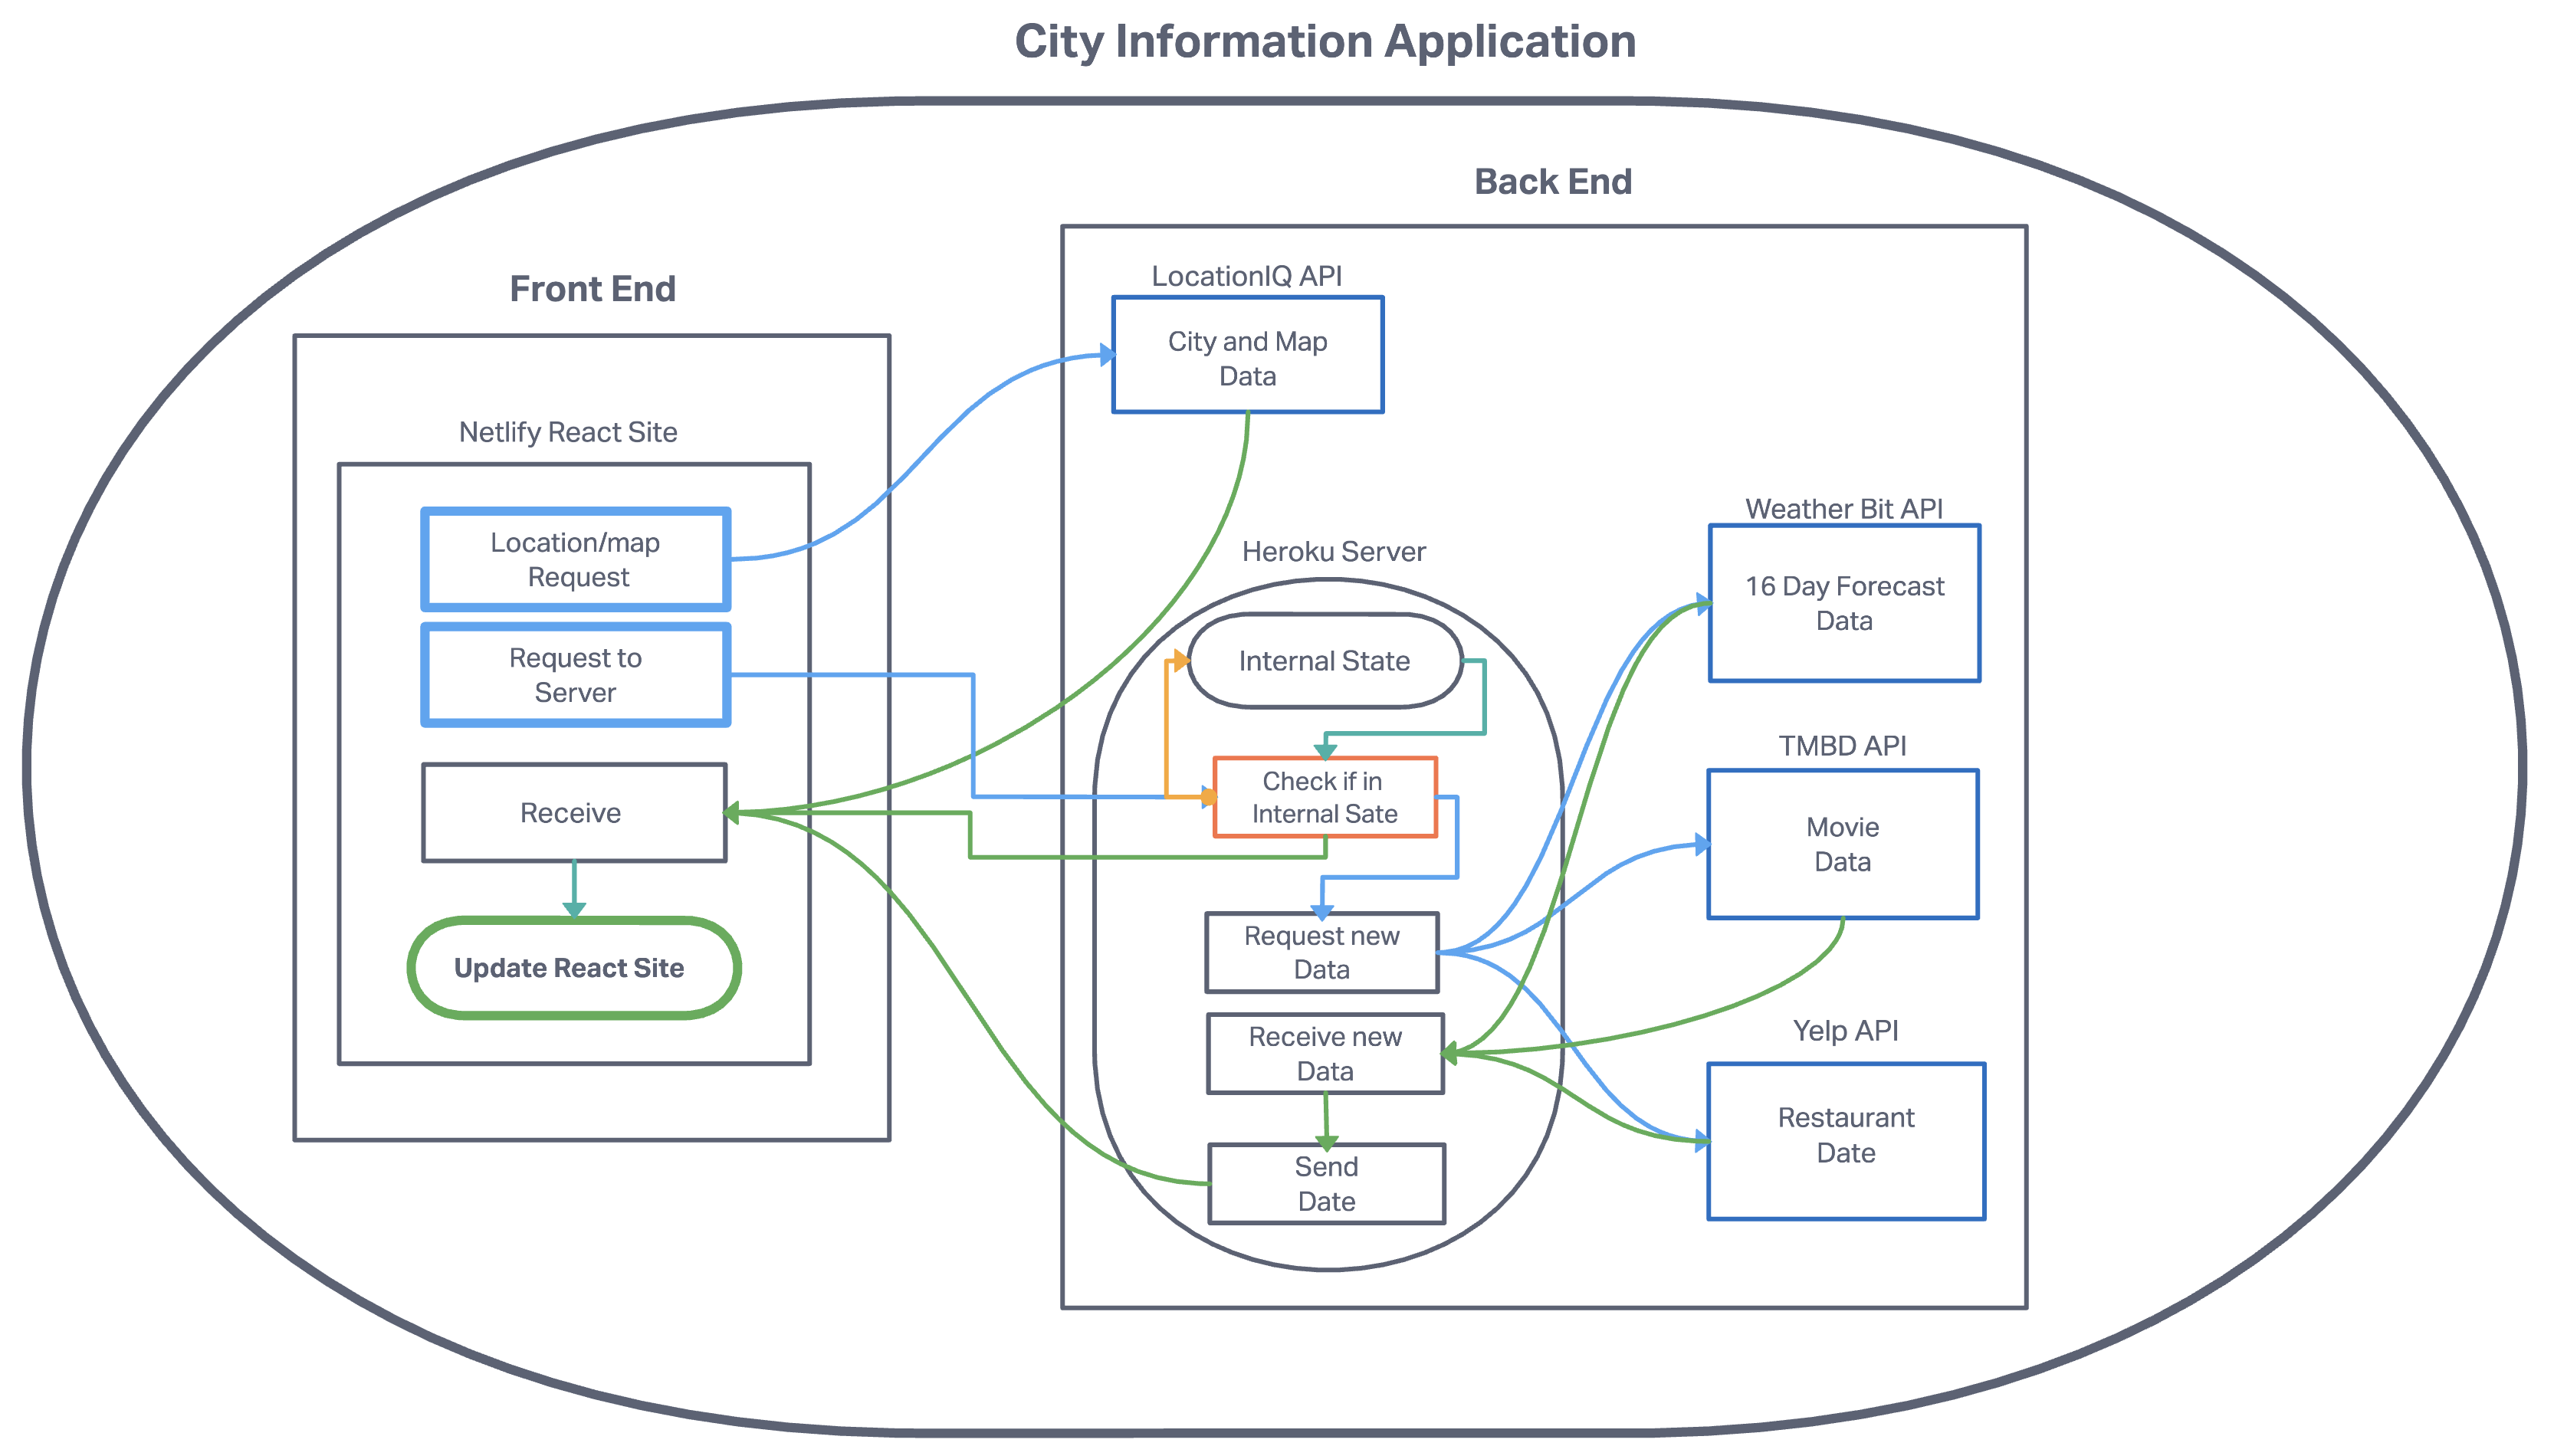 City Information Application
Front End
Netlify React Site
Location/map
Request
Request to
Server
Receive
Update React Site
Back End
LocationIQ API
City and Map
Data
Heroku Server
Internal State
Check if in
Internal Sate
Request new
Data
Receive new
Data
Send
Date
Weather Bit API
16 Day Forecast
Data
TMBD API
Movie
Data
Yelp API
Restaurant
Date